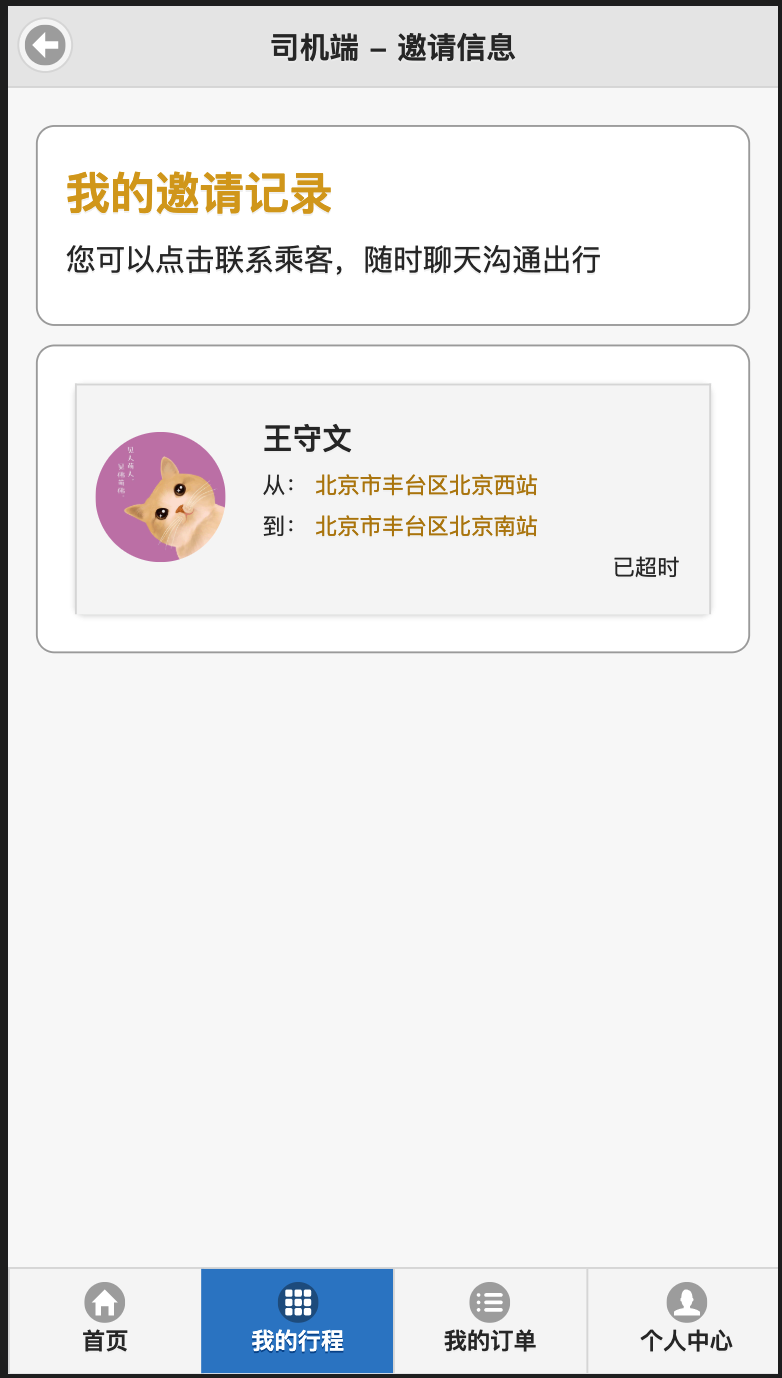 司机端 – 邀请信息
我的邀请记录
您可以点击联系乘客，随时聊天沟通出行
王守文
从： 北京市丰台区北京西站
到： 北京市丰台区北京南站
已超时
首页
我的行程
我的订单
个人中心